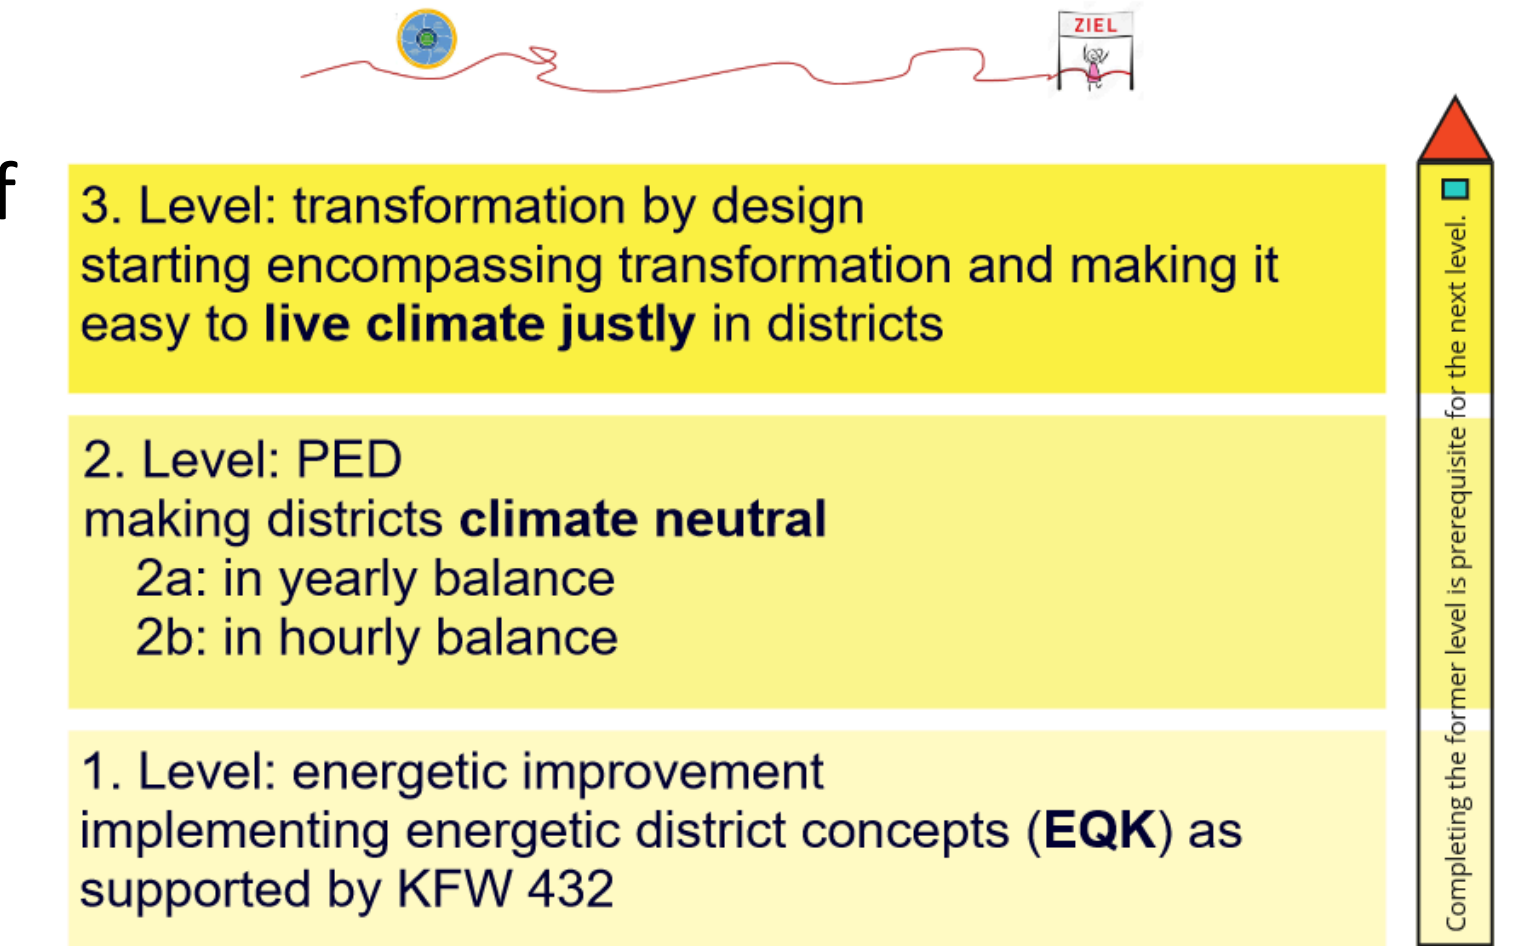 ZIEL
f
3. Level: transformation by design
starting encompassing transformation and making it
easy to live climate justly in districts
2. Level: PED
making districts climate neutral
2a: in yearly balance
2b: in hourly balance
1. Level: energetic improvement
implementing energetic district concepts (EQK) as
supported by KFW 432
Completing the former level is prerequisite for the next level.